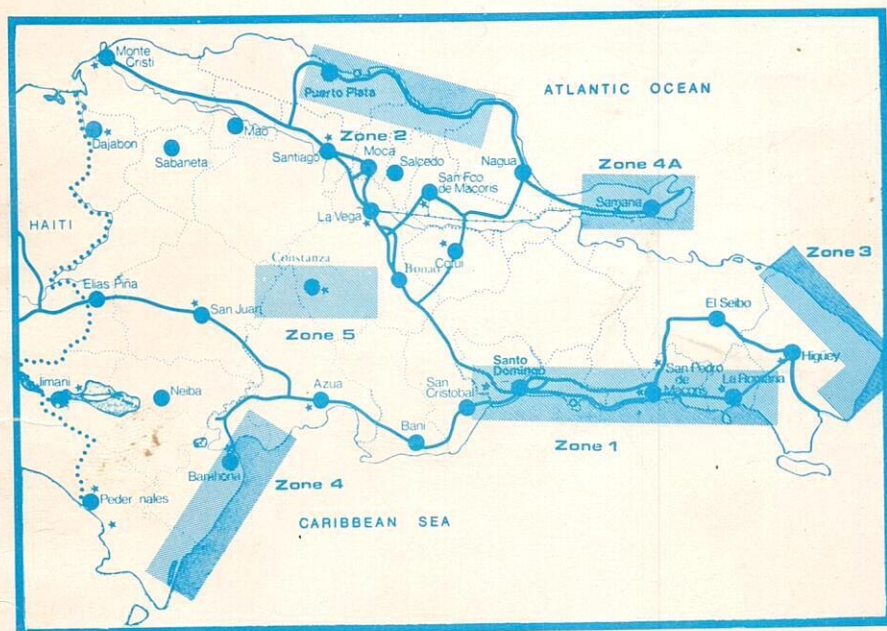 Monte
Cristi
Puerto Plata
ATLANTIC OCEAN
Dajabon
Sabaneta
Mao
Zone 2
Santiago
Moca
Salcedo
San Fco
de Macoris
Nagua
Zone 4A
Samana
La Vega
HAITI
Constanza
Bonao
Cotui
Zone 3
Elias Piña
San Juan
Zone 5
El Seibo
Higüey
Santo
Domingo
San Pedro
de
Macoris
La Romana
Jimani
Neiba
Azua
San
Cristobal
Bani
Zone 1
Barahona
Zone 4
Peder nales
CARIBBEAN SEA